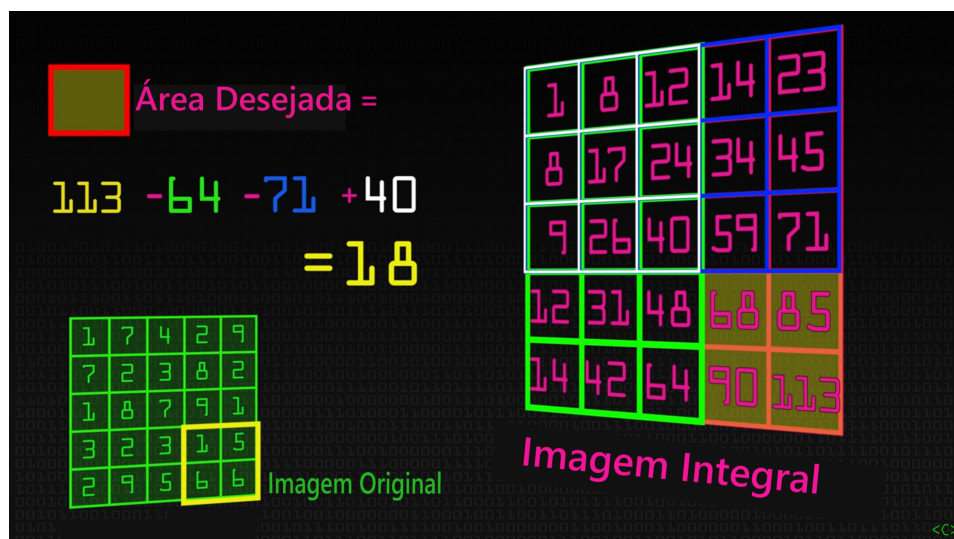 Área Desejada =
113 -64 -71 +40
=18
1 7 4 2 9
7 2 3 8 2
1 8 7 9 1
3 2 3 1 5
2 9 5 6 6
Imagem Original
1 8 12 14 23
8 17 24 34 45
9 26 40 59 71
12 31 48 68 85
14 42 64 90 113
Imagem Integral
<C>